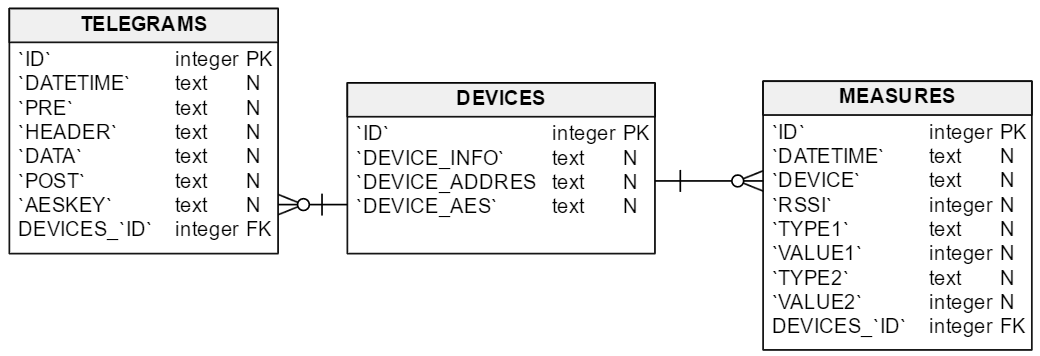 TELEGRAMS
`ID` integer PK
`DATETIME` text N
`PRE` text N
`HEADER` text N
`DATA` text N
`POST` text N
`AESKEY` text N
DEVICES_`ID` integer FK
DEVICES
`ID` integer PK
`DEVICE_INFO` text N
`DEVICE_ADDRES text N
`DEVICE_AES` text N
MEASURES
`ID` integer PK
`DATETIME` text N
`DEVICE` text N
`RSSI` integer N
`TYPE1` text N
`VALUE1` integer N
`TYPE2` text N
`VALUE2` integer N
DEVICES_`ID` integer FK